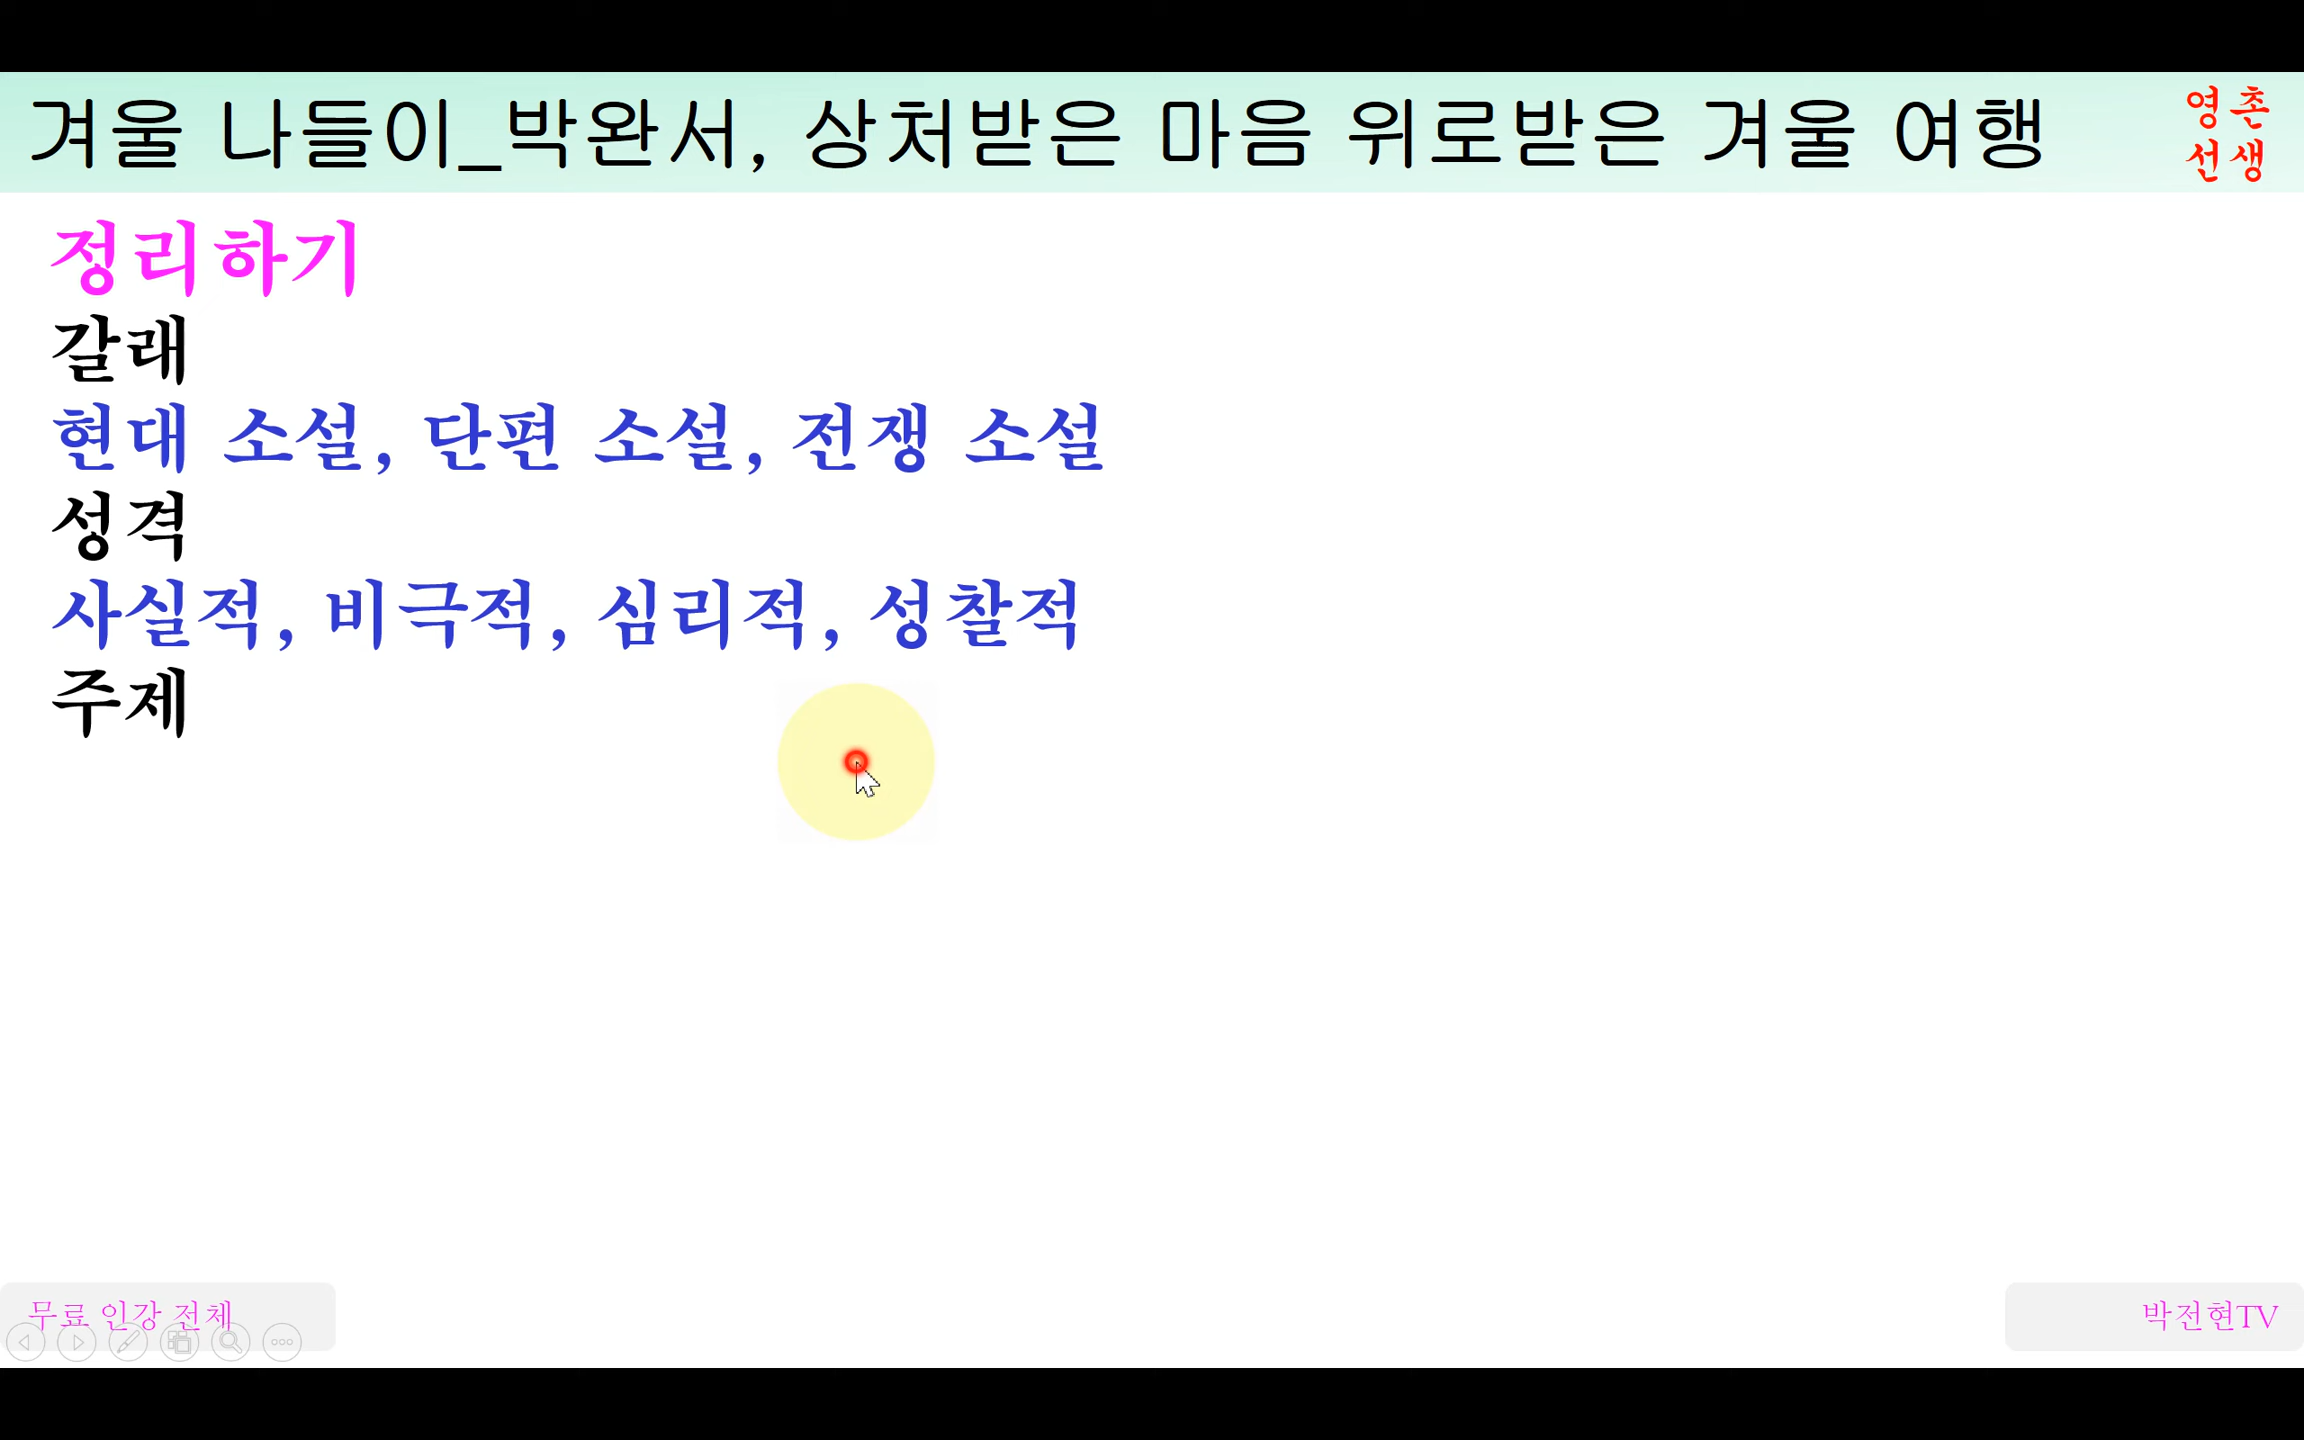 겨울 나들이_박완서, 상처받은 마음 위로받은 겨울 여행
영촌
선생
정리하기
갈래
현대 소설, 단편 소설, 전쟁 소설
성격
사실적, 비극적, 심리적, 성찰적
주제
무료 인강 전체
박전현TV